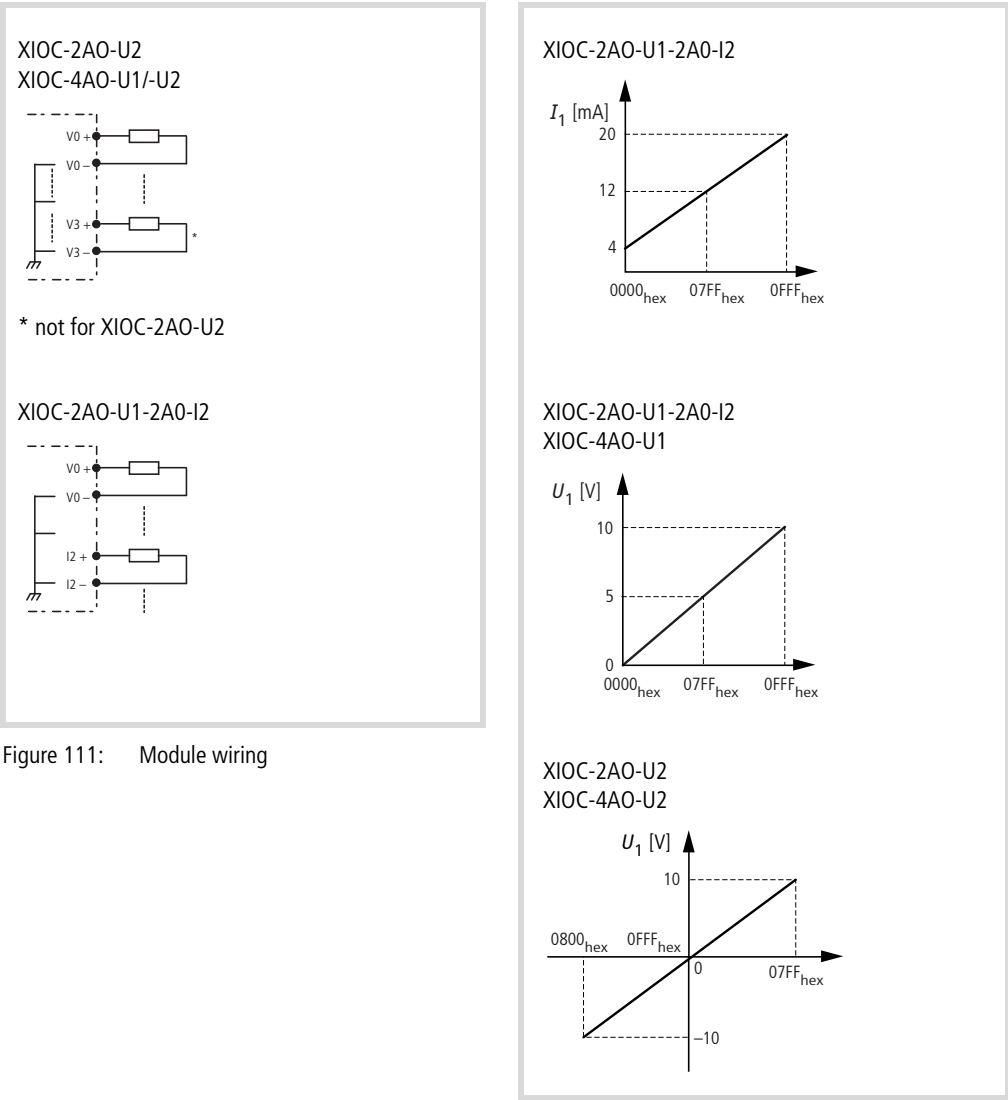 XIOC-2AO-U2
XIOC-4AO-U1/-U2
V0 +
V0 –
V3 +
*
V3 –
* not for XIOC-2AO-U2
XIOC-2AO-U1-2A0-I2
V0 +
V0 –
I2 +
I2 –
Figure 111: Module wiring
XIOC-2AO-U1-2A0-I2
I1 [mA]
20
12
4
0000hex 07FFhex 0FFFhex
XIOC-2AO-U1-2A0-I2
XIOC-4AO-U1
U1 [V]
10
5
0
0000hex 07FFhex 0FFFhex
XIOC-2AO-U2
XIOC-4AO-U2
U1 [V]
10
0800hex 0FFFhex
0 07FFhex
–10